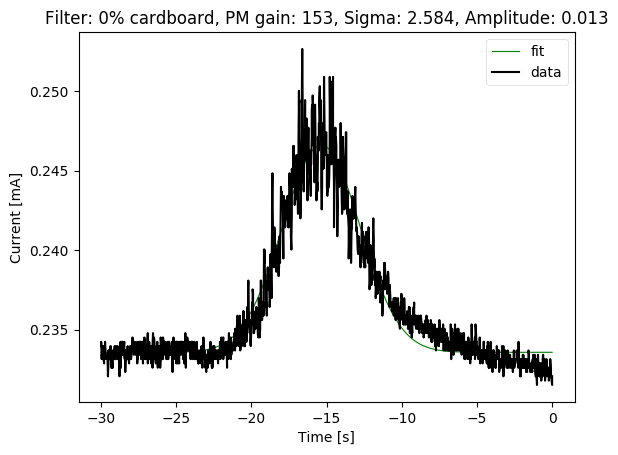 Filter: 0% cardboard, PM gain: 153, Sigma: 2.584, Amplitude: 0.013
fit
data
0.250
0.245
0.240
0.235
Current [mA]
−30
−25
−20
−15
−10
−5
0
Time [s]